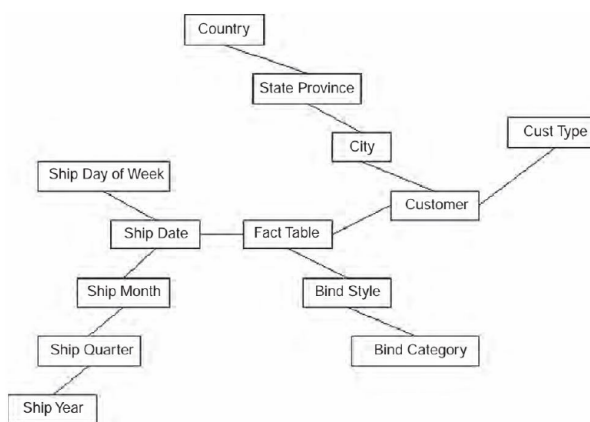 Country
State Province
Cust Type
City
Ship Day of Week
Customer
Ship Date
Fact Table
Ship Month
Bind Style
Ship Quarter
Bind Category
Ship Year